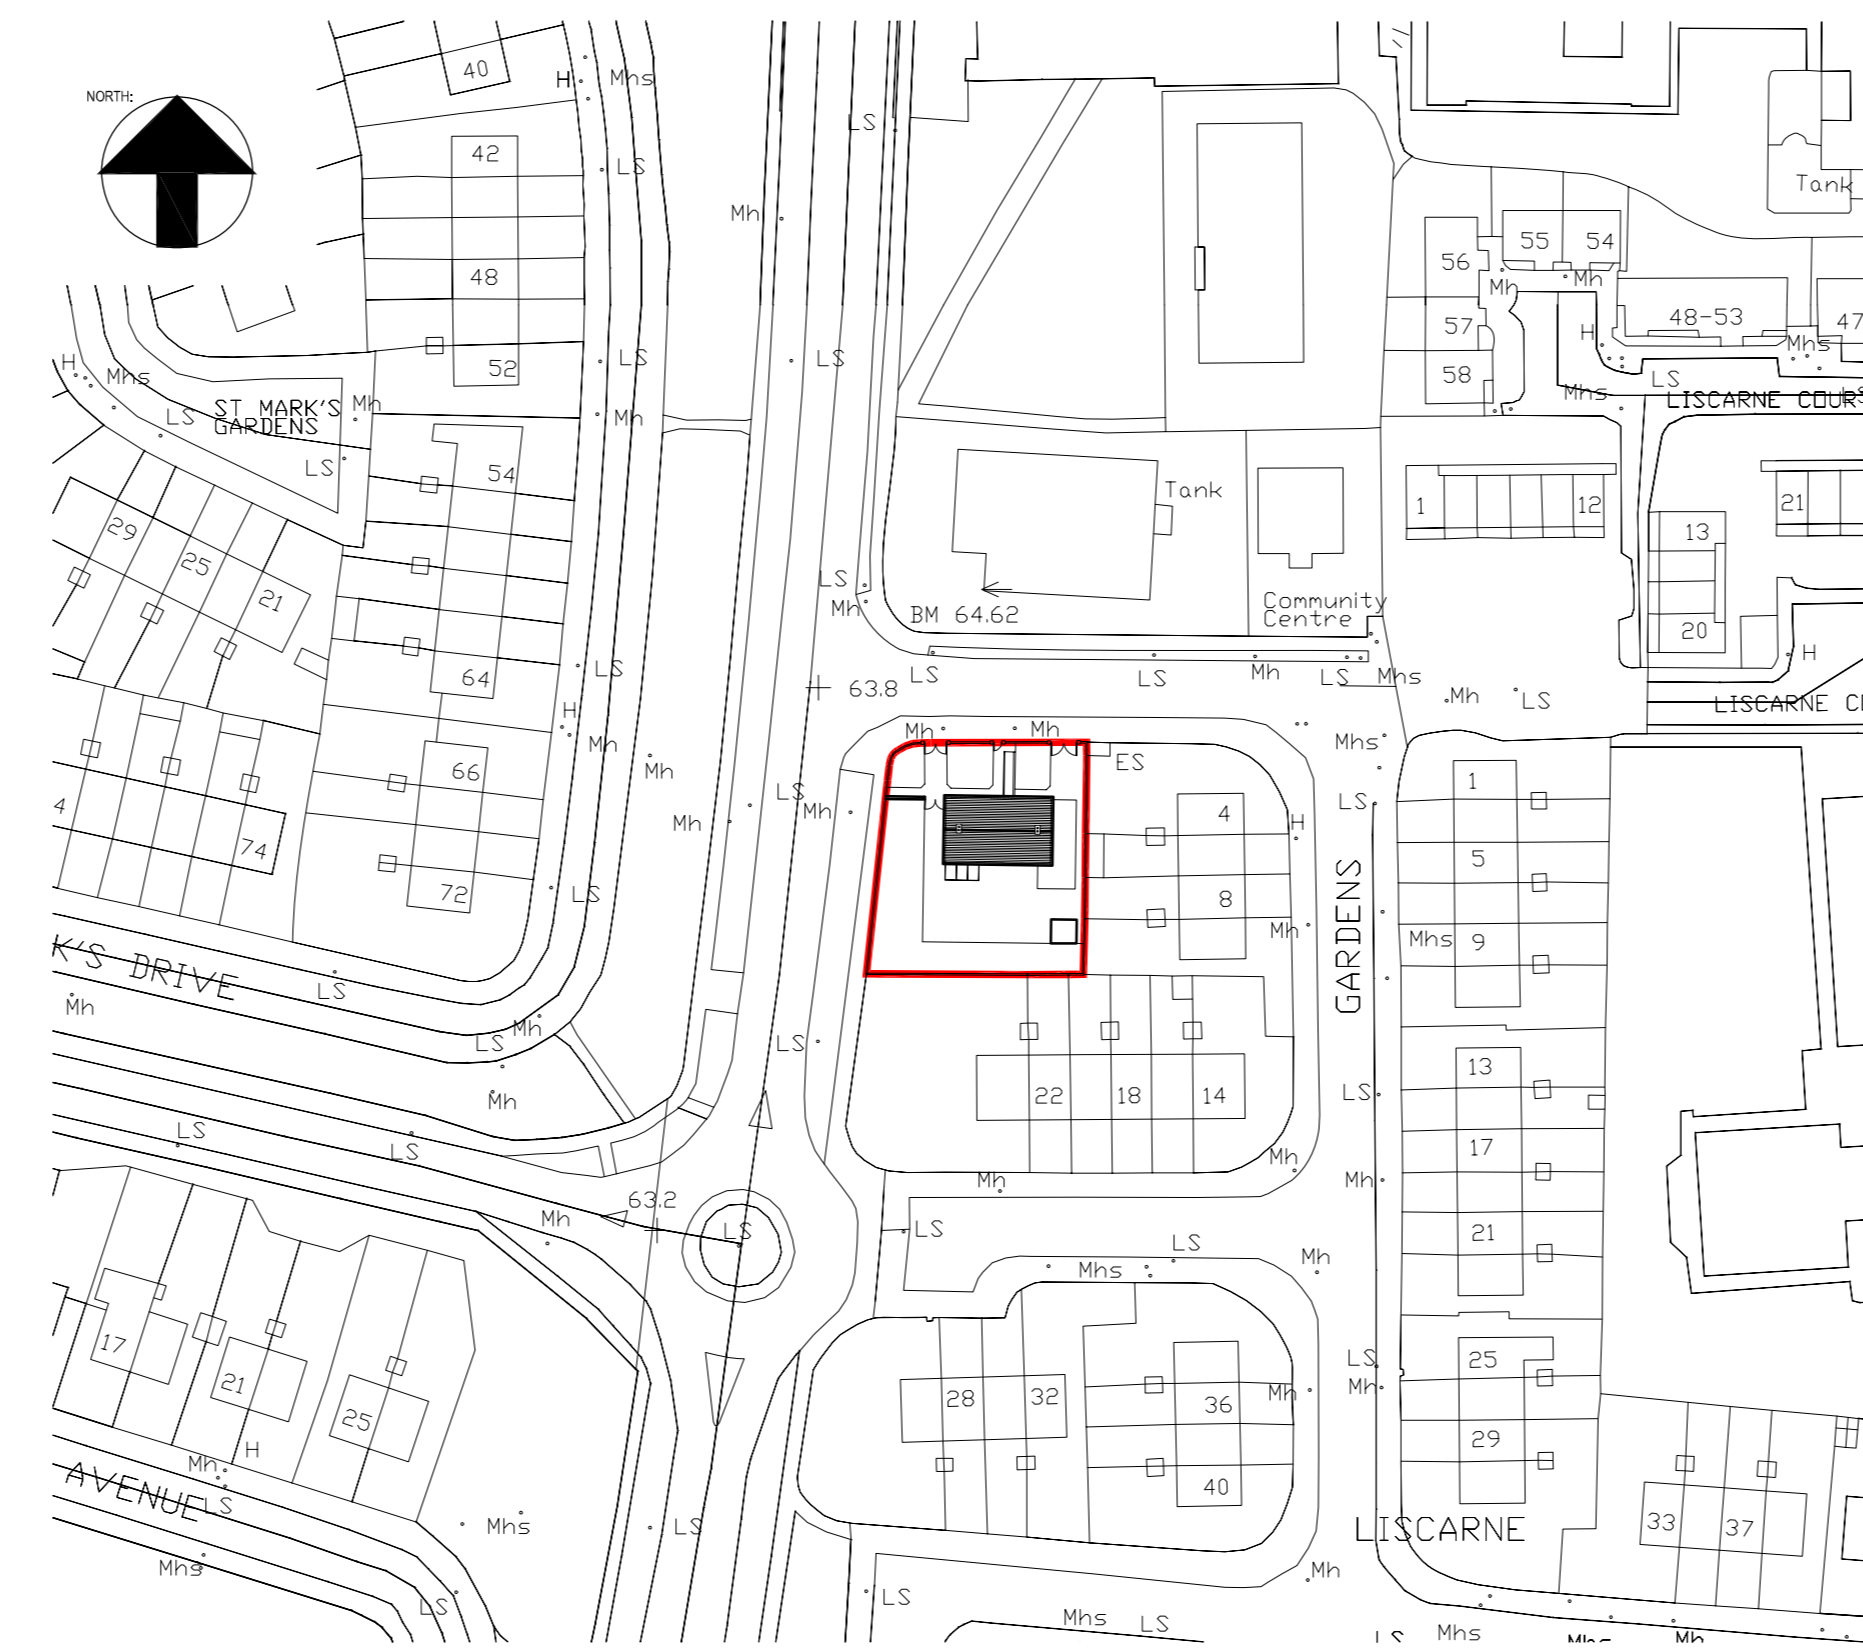 NORTH:
40
H
Mhs
42
LS
LS
Mh
48
52
LS
LS
Mh
H
Mhs
LS
ST MARK'S
GARDENS
Mh
LS
54
29
25
21
64
LS
H
Mh
Mh
66
72
74
4
LS
K'S DRIVE
Mh
LS
Mh
LS
Mh
Tank
56
55
54
Mh
Mh
57
58
48-53
47
H
Mhs
LS
Mhs
LISCARNE COUR
Tank
1
12
13
20
21
H
LS
Mh
BM 64.62
Community
Centre
63.8
LS
LS
Mh
LS
Mhs
Mh
LS
LISCARNE
Mh
Mh
Mhs
ES
LS
Mh
Mh
4
8
H
Mh
LS
GARDENS
1
5
9
Mhs
LS
22
18
14
13
17
21
LS
Mh
Mh
Mh
LS
LS
63.2
Mh
LS
LS
LS
Mh
Mhs
17
21
25
28
32
36
40
Mh
LS
Mh
25
29
33
37
H
Mh
AVENUE
LS
Mhs
LS
Mhs
LISCARNE
Mh
LS
LS
Mhs
LS
LS
Mhs
Mhs
Mh